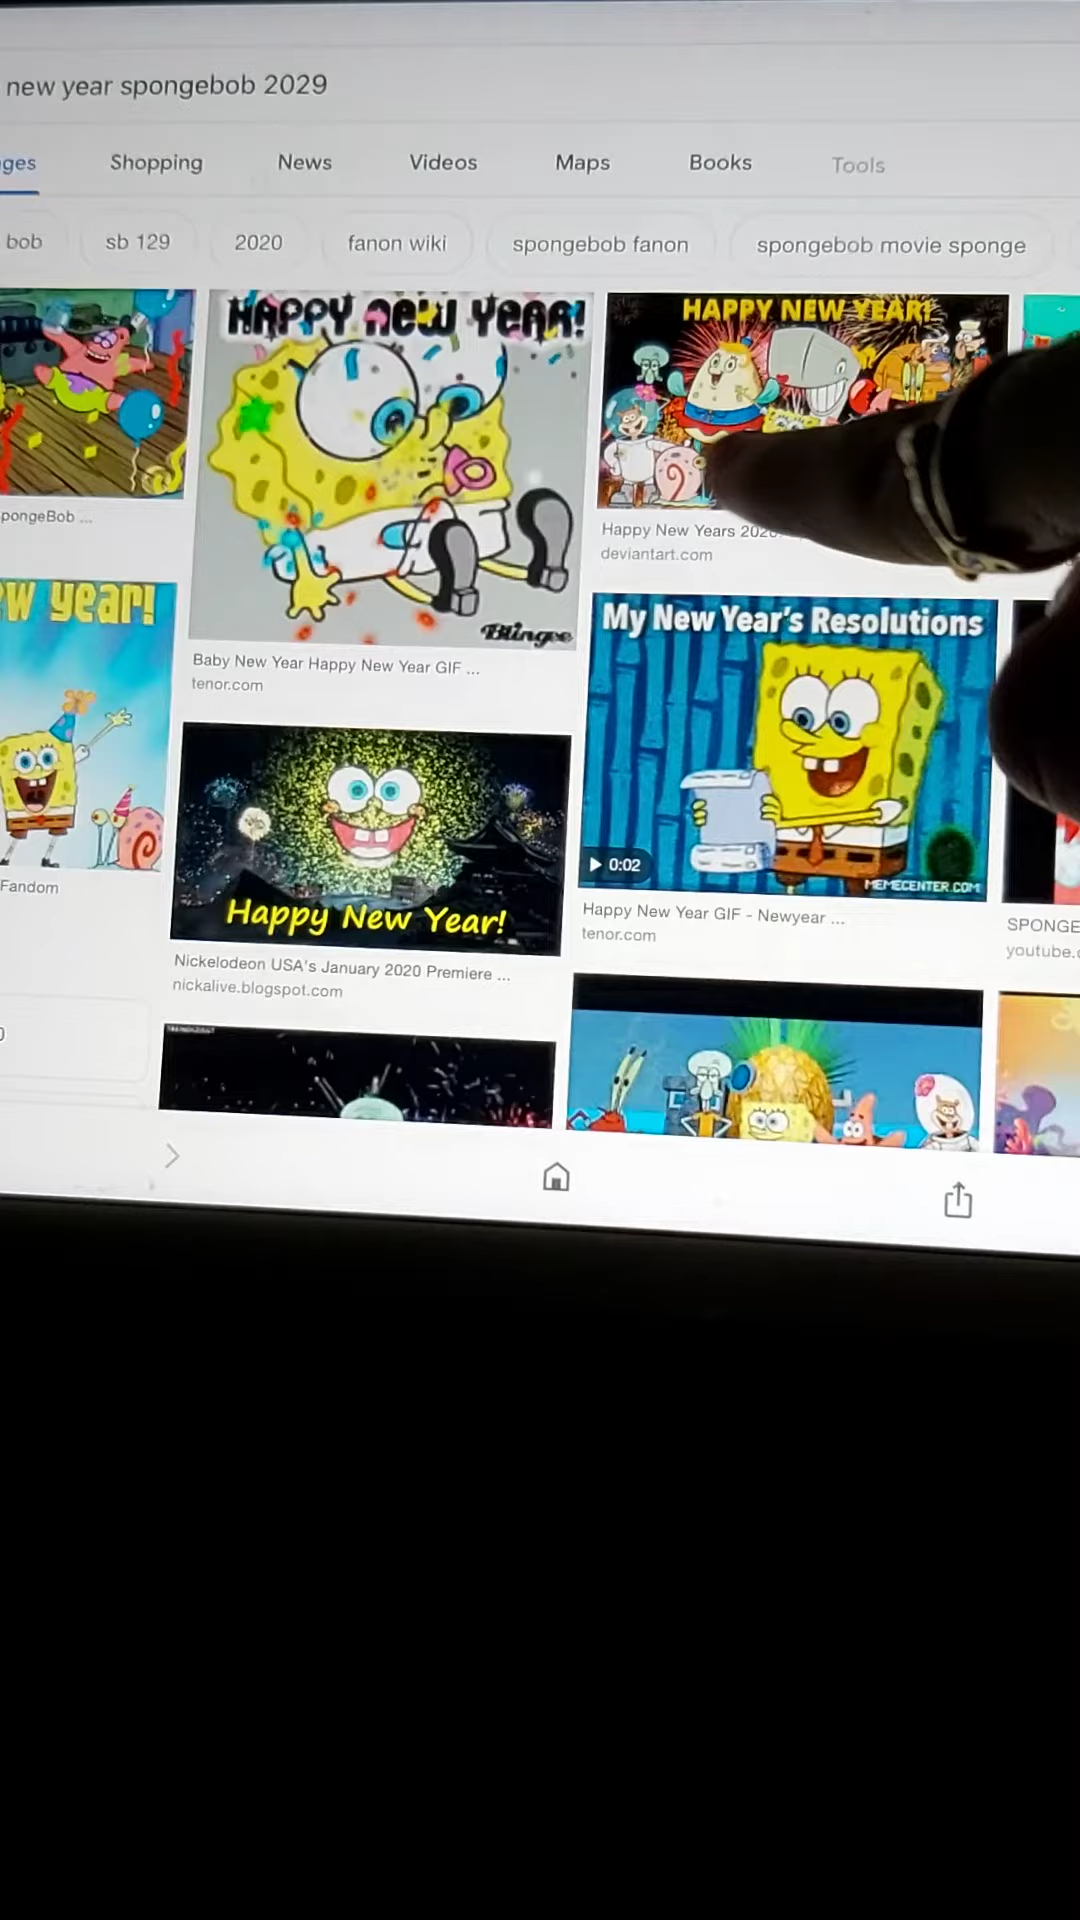 new year spongebob 2029
ges Shopping News Videos Maps Books Tools
bob sb 129 2020 fanon wiki spongebob fanon spongebob movie sponge
HAPPY NEW YEAR!
HAPPY NEW YEAR!
pongeBob ...
Happy New Years
deviantart.com
w year!
My New Year's Resolutions
Blingee
Baby New Year Happy New Year GIF ...
tenor.com
Happy New Year!
0:02
MEMECENTER.COM
Fandom
Happy New Year GIF - Newyear ...
tenor.com
SPONGE
youtube.c
Nickelodeon USA's January 2020 Premiere ...
nickalive.blogspot.com